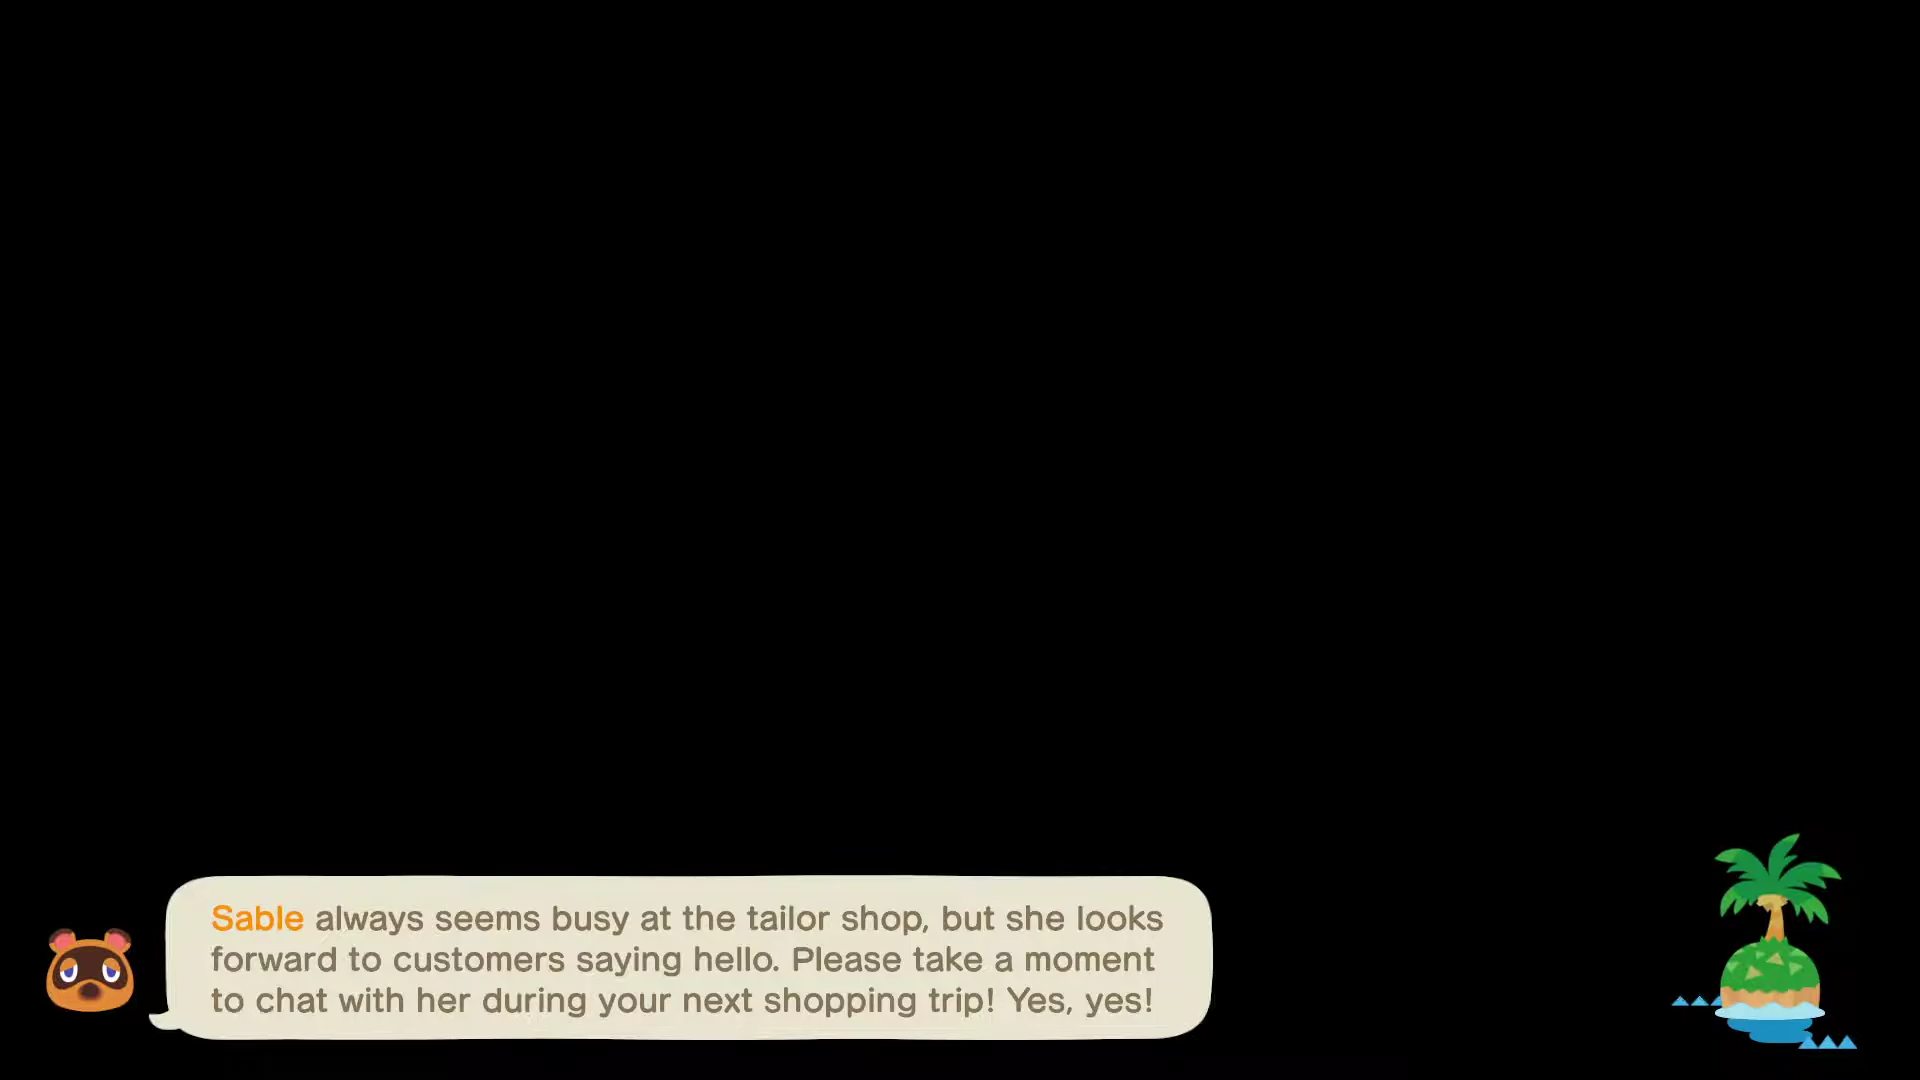 Sable always seems busy at the tailor shop, but she looks
forward to customers saying hello. Please take a moment
to chat with her during your next shopping trip! Yes, yes!